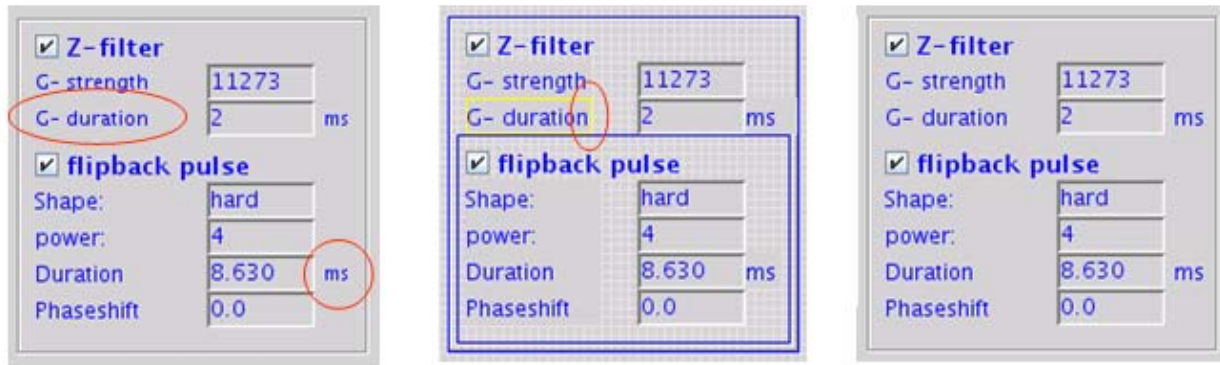 Z-filter
G- strength 11273
G- duration 2 ms
flipback pulse
Shape: hard
power: 4
Duration 8.630 ms
Phaseshift 0.0
Z-filter
G- strength 11273
G- duration 2 ms
flipback pulse
Shape: hard
power: 4
Duration 8.630 ms
Phaseshift 0.0
Z-filter
G- strength 11273
G- duration 2 ms
flipback pulse
Shape: hard
power: 4
Duration 8.630 ms
Phaseshift 0.0